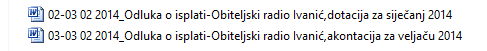 02-03 02 2014_Odluka o isplati-Obiteljski radio Ivanić,dotacija za siječanj 2014
03-03 02 2014_Odluka o isplati-Obiteljski radio Ivanić,akontacija za veljaču 2014